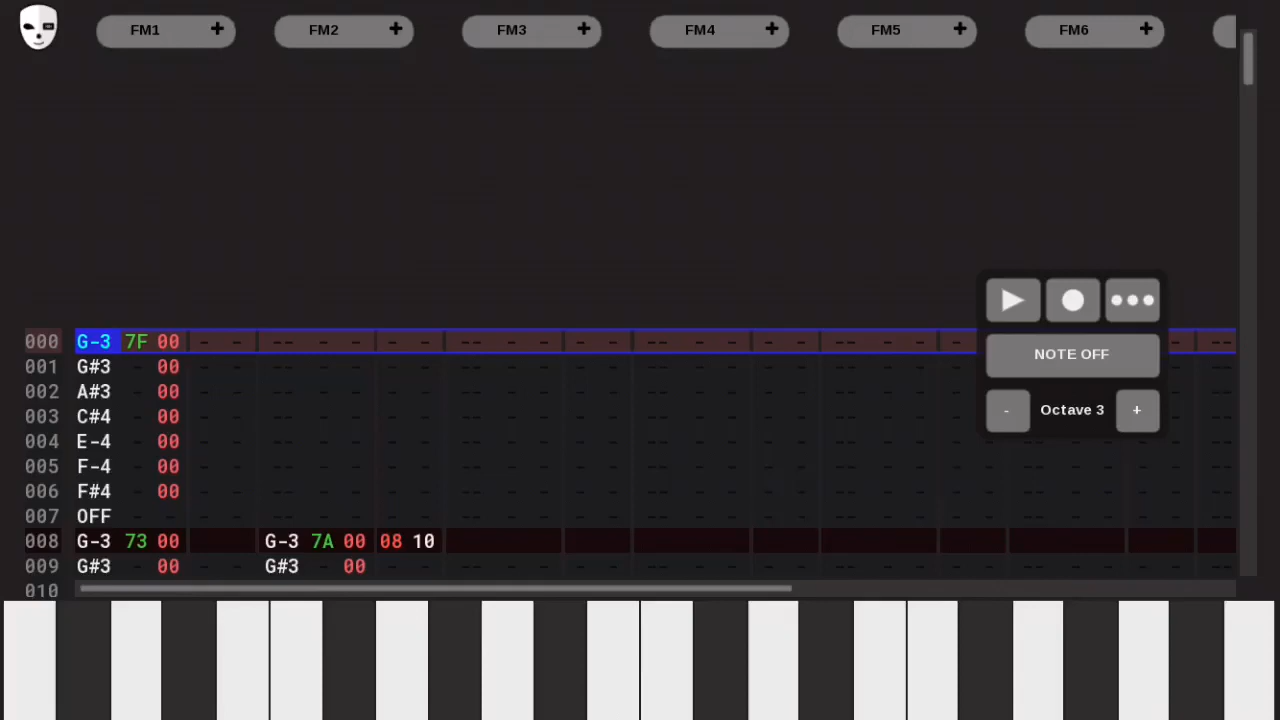 FM1 + FM2 + FM3 + FM4 + FM5 + FM6 +
000 G-3 7F 00 - - -- - - - - -- - - - - -- - - - - -- - - -
NOTE OFF
001 G#3 - 00 - - -- - - - - -- - - - - -- - - - - -- - - - - -- - - - - --
002 A#3 - 00 - - -- - - - - -- - - - - -- - - - - -- - - -
003 C#4 - 00 - - -- - - - - -- - - - - -- - - - - -- - - -
- Octave 3 +
004 E-4 - 00 - - -- - - - - -- - - - - -- - - - - -- - - - - -- - - - - --
005 F-4 - 00 - - -- - - - - -- - - - - -- - - - - -- - - - - -- - - - - --
006 F#4 - 00 - - -- - - - - -- - - - - -- - - - - -- - - - - -- - - - - --
007 OFF - - - - -- - - - - -- - - - - -- - - - - -- - - - - -- - - - - --
008 G-3 73 00 G-3 7A 00 08 10
009 G#3 - 00 - - G#3 - 00 - - -- - - - - -- - - - - -- - - - - -- - - - - --
010